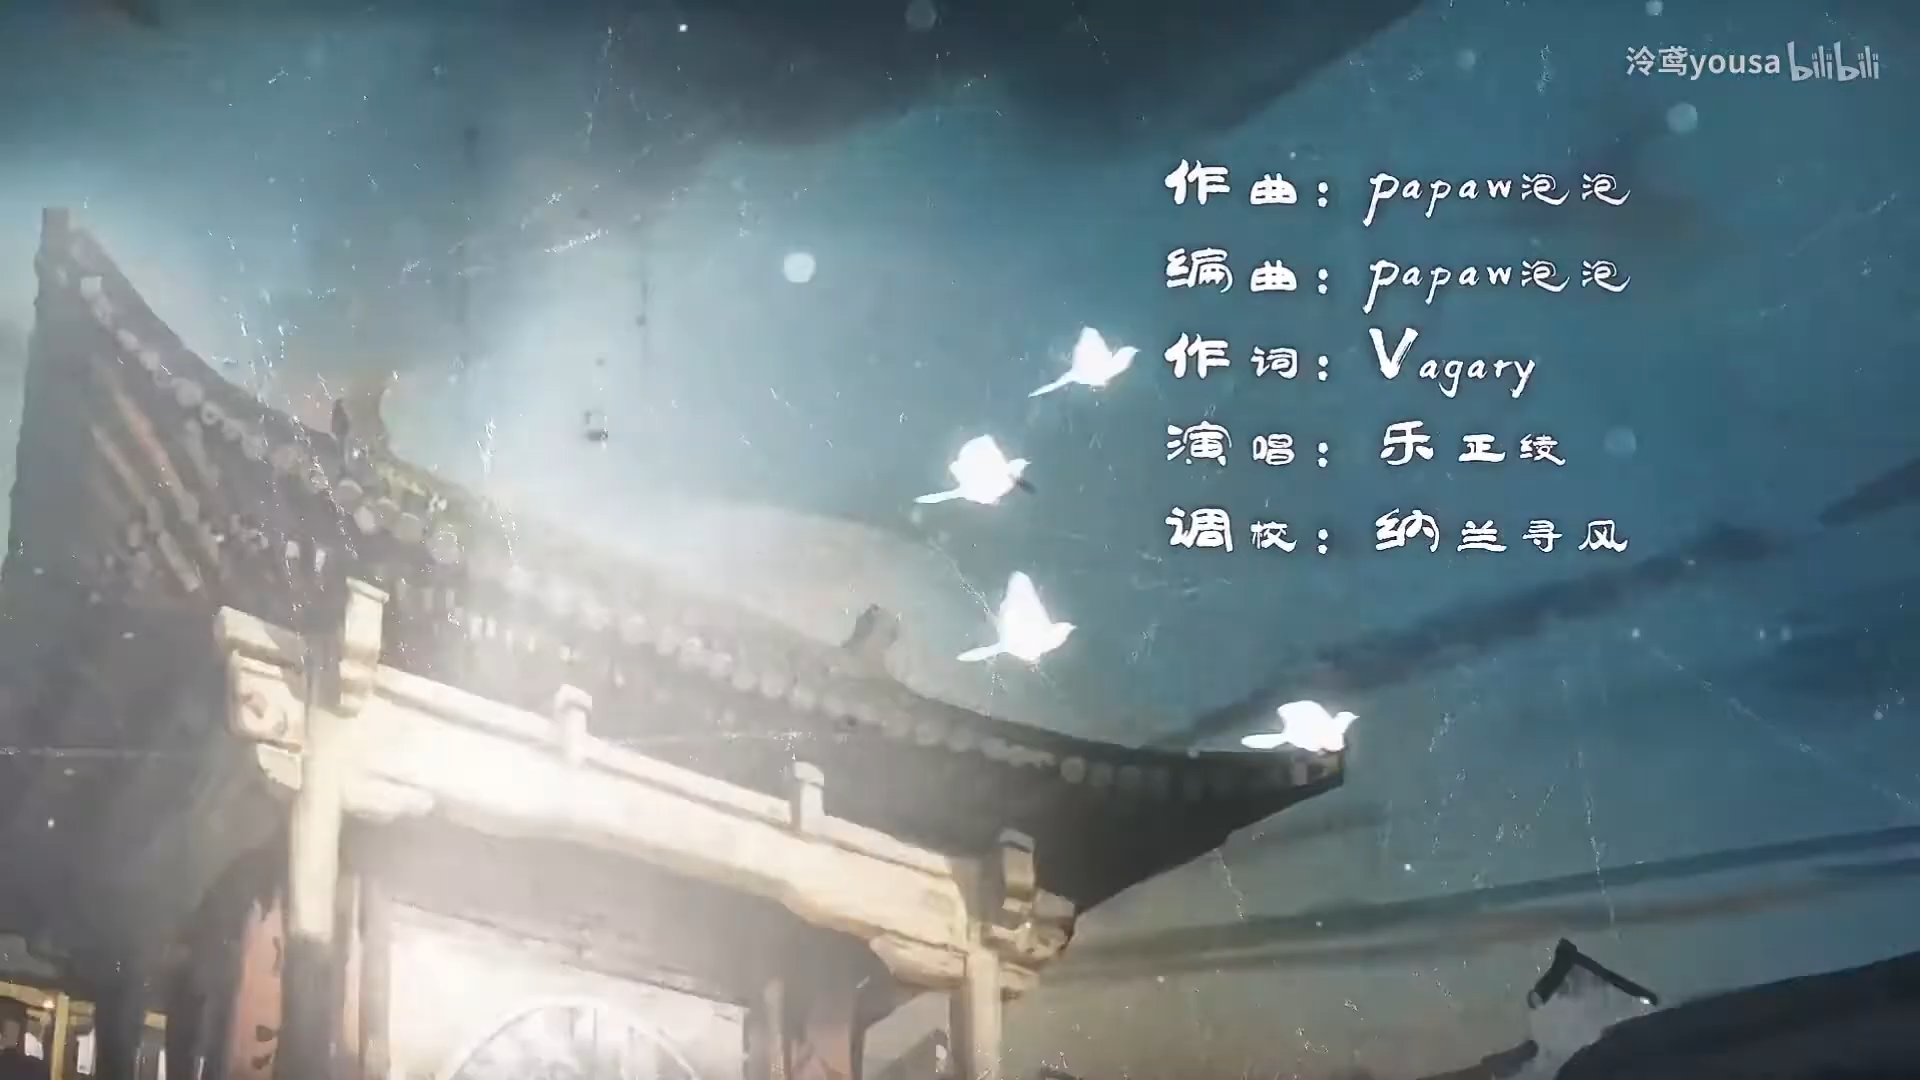 泠鸢yousa bilibili
作曲：papaw泡泡
编曲：papaw泡泡
作词：Vagary
演唱：乐正绫
调校：纳兰寻风